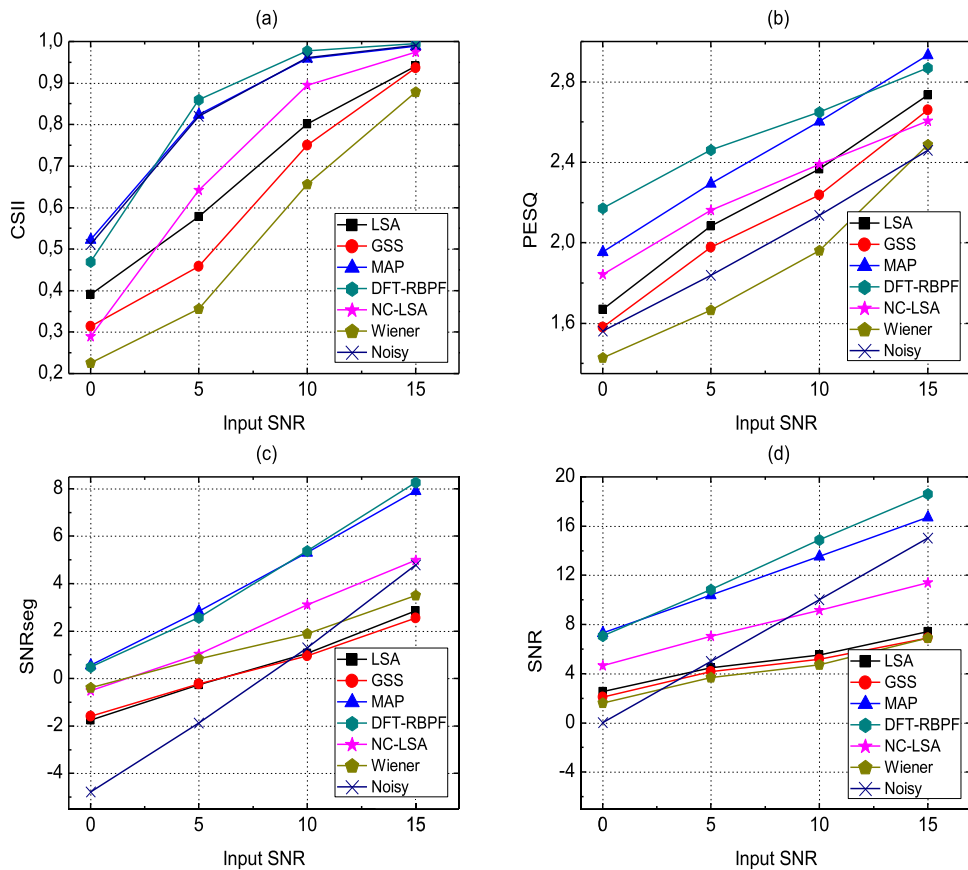 (a)
1,0
0,9
0,8
0,7
0,6
0,5
0,4
0,3
0,2
CSII
0 5 10 15
Input SNR
LSA
GSS
MAP
DFT-RBPF
NC-LSA
Wiener
Noisy
(b)
2,8
2,4
2,0
1,6
PESQ
0 5 10 15
Input SNR
LSA
GSS
MAP
DFT-RBPF
NC-LSA
Wiener
Noisy
(c)
8
6
4
2
0
-2
-4
SNRseg
0 5 10 15
Input SNR
LSA
GSS
MAP
DFT-RBPF
NC-LSA
Wiener
Noisy
(d)
20
16
12
8
4
0
-4
SNR
0 5 10 15
Input SNR
LSA
GSS
MAP
DFT-RBPF
NC-LSA
Wiener
Noisy